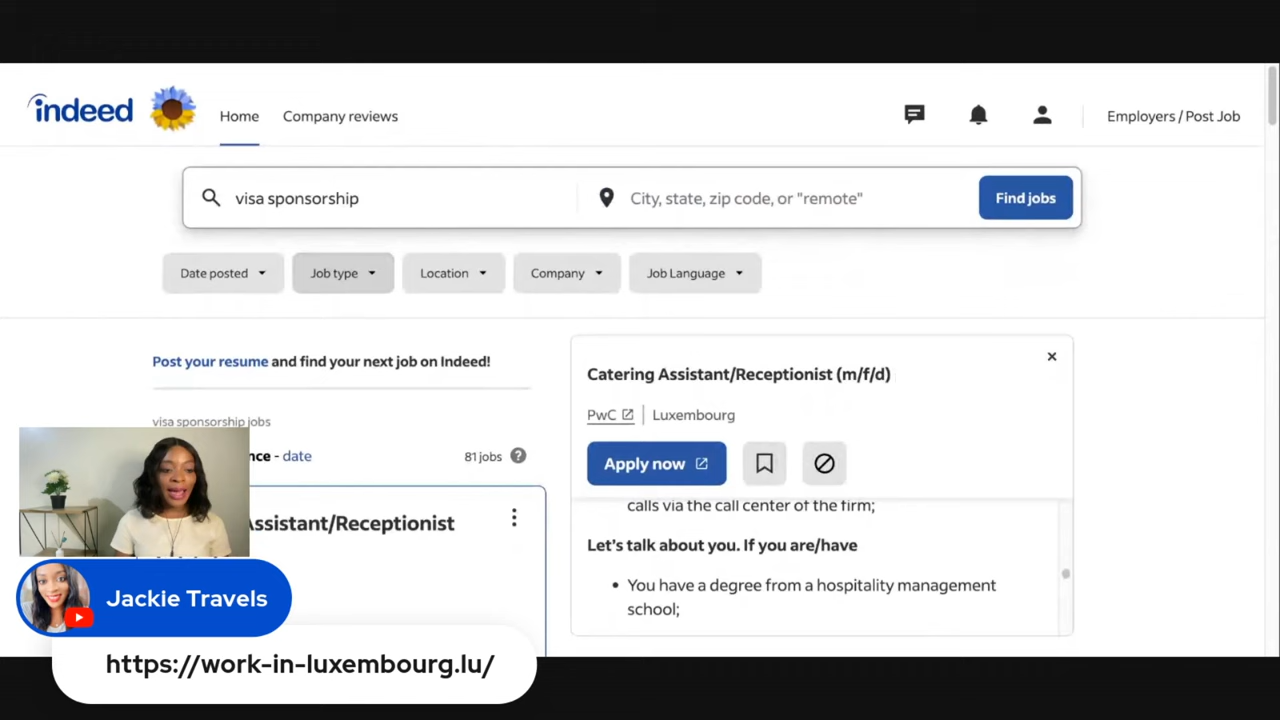 indeed
Home
Company reviews
Employers / Post Job
visa sponsorship
City, state, zip code, or "remote"
Find jobs
Date posted
Job type
Location
Company
Job Language
Post your resume and find your next job on Indeed!
visa sponsorship jobs
nce - date
81 jobs
ssistant/Receptionist
Catering Assistant/Receptionist (m/f/d)
PwC
Luxembourg
Apply now
calls via the call center of the firm;
Let's talk about you. If you are/have
• You have a degree from a hospitality management
school;
Jackie Travels
https://work-in-luxembourg.lu/